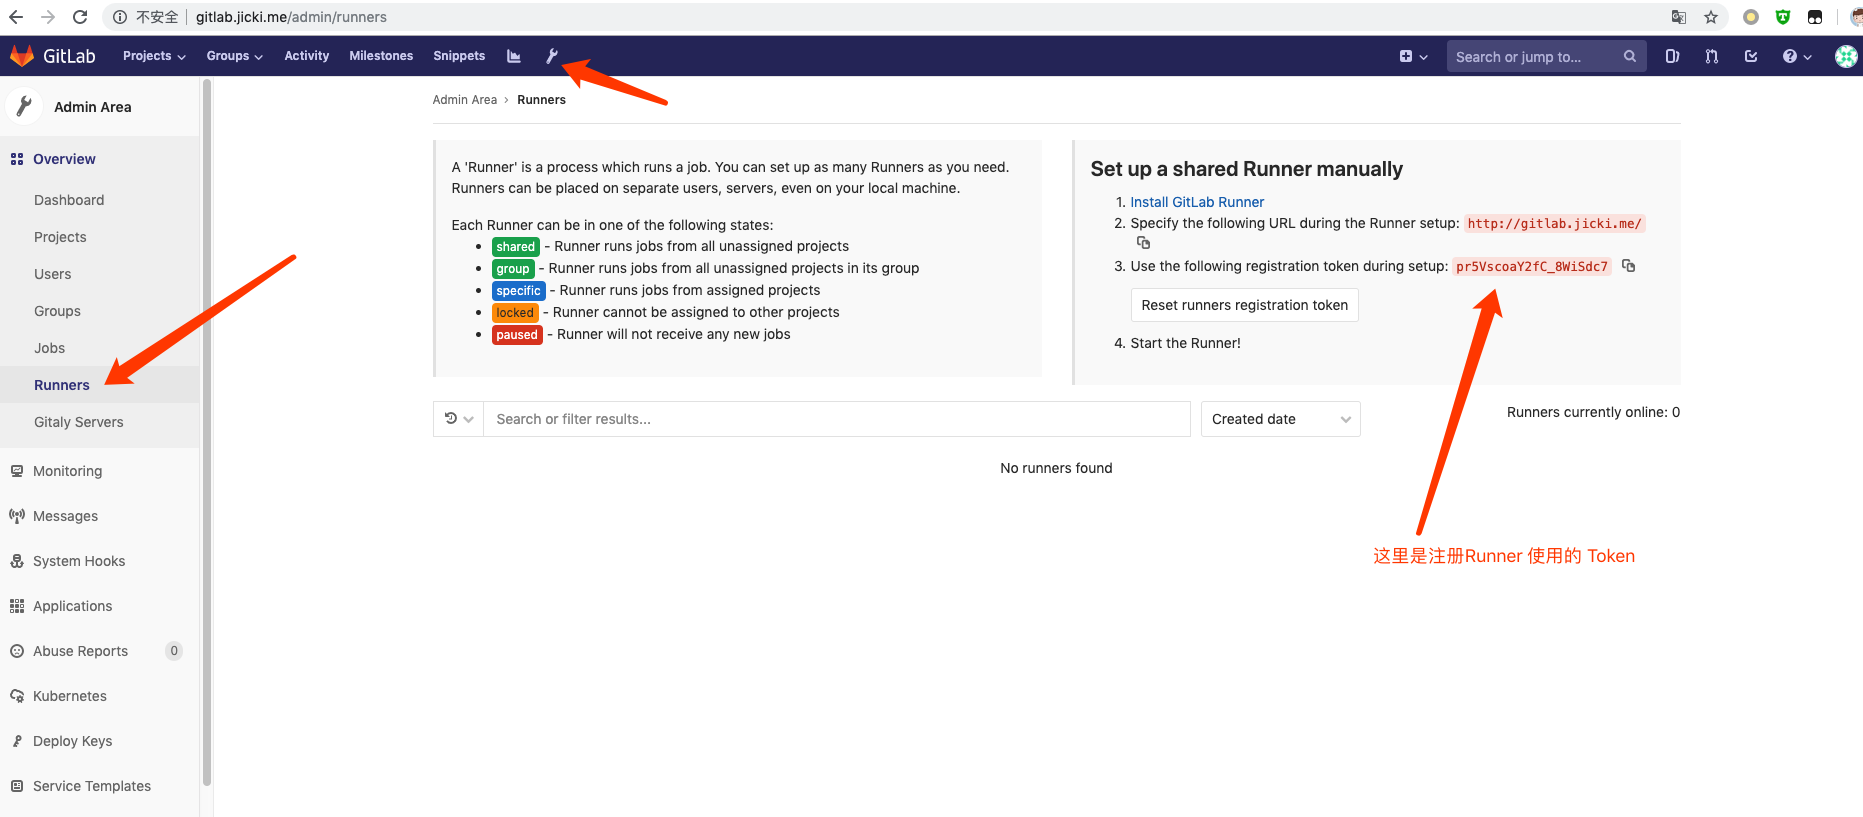 不安全 gitlab.jicki.me/admin/runners
GitLab Projects Groups Activity Milestones Snippets Search or jump to...
Admin Area
Overview
Dashboard
Projects
Users
Groups
Jobs
Runners
Gitaly Servers
Monitoring
Messages
System Hooks
Applications
Abuse Reports 0
Kubernetes
Deploy Keys
Service Templates
Admin Area › Runners
A 'Runner' is a process which runs a job. You can set up as many Runners as you need.
Runners can be placed on separate users, servers, even on your local machine.
Each Runner can be in one of the following states:
• shared - Runner runs jobs from all unassigned projects
• group - Runner runs jobs from all unassigned projects in its group
• specific - Runner runs jobs from assigned projects
• locked - Runner cannot be assigned to other projects
• paused - Runner will not receive any new jobs
Set up a shared Runner manually
1. Install GitLab Runner
2. Specify the following URL during the Runner setup: http://gitlab.jicki.me/
3. Use the following registration token during setup: pr5VscoaY2fC_8WiSdc7
Reset runners registration token
4. Start the Runner!
Search or filter results...
Created date
Runners currently online: 0
No runners found
这里是注册Runner 使用的 Token